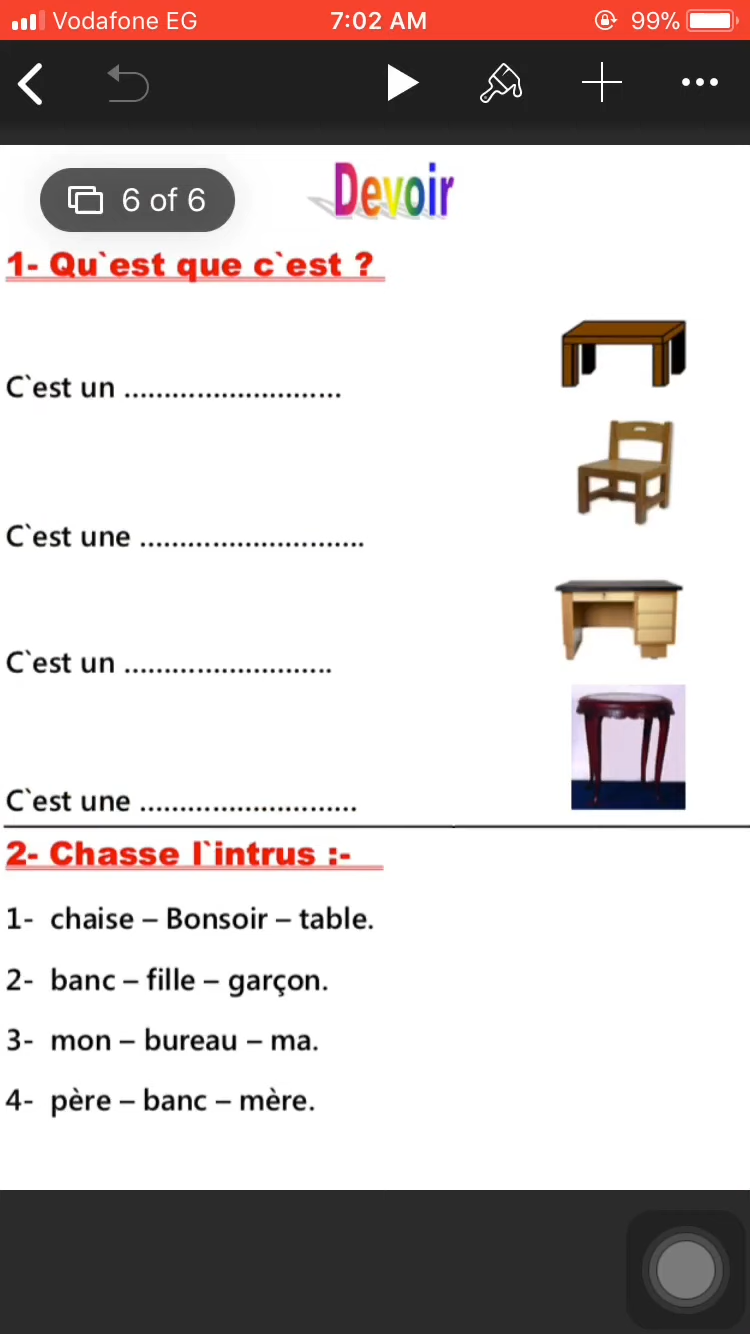 Vodafone EG 7:02 AM 99%
6 of 6
Devoir
1- Qu`est que c`est ?
C`est un ...........................
C`est une ............................
C`est un ..........................
C`est une ...........................
2- Chasse l`intrus :-
1- chaise – Bonsoir – table.
2- banc – fille – garçon.
3- mon – bureau – ma.
4- père – banc – mère.